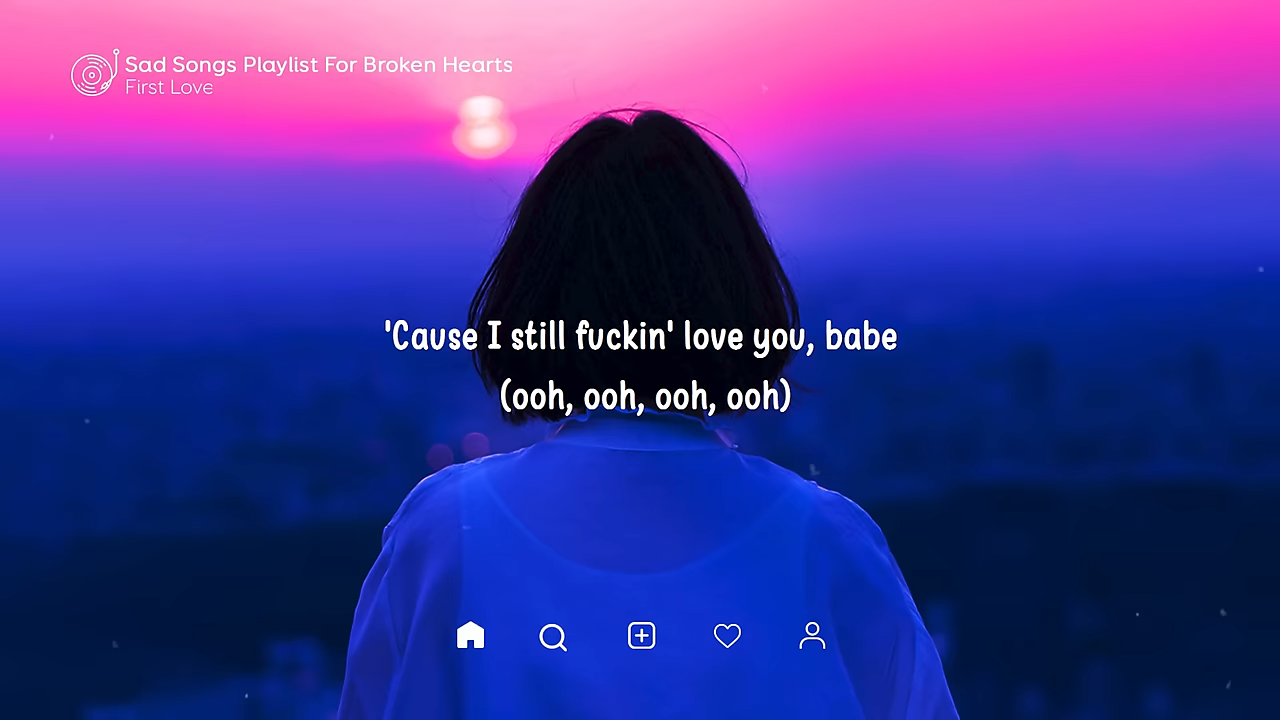 Sad Songs Playlist For Broken Hearts
First Love
'Cause I still fuckin' love you, babe
(ooh, ooh, ooh, ooh)